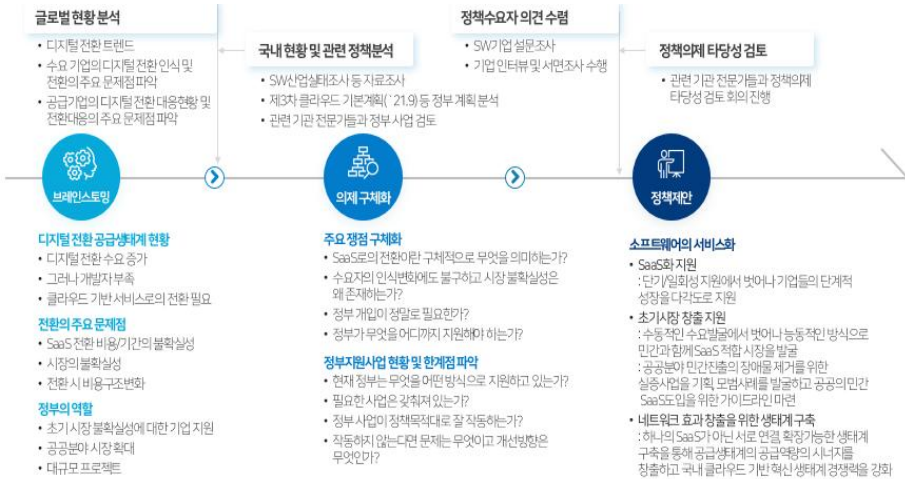 글로벌 현황 분석
• 디지털 전환 트렌드
• 수요 기업의 디지털 전환 인식 및
전환의 주요 문제점 파악
• 공급기업의 디지털 전환 대응현황 및
전환대응의 주요 문제점 파악
국내 현황 및 관련 정책분석
• SW산업실태조사 등 자료조사
• 제3차 클라우드 기본계획(`21.9) 등 정부 계획 분석
• 관련 기관 전문가들과 정부 사업 검토
정책수요자 의견 수렴
• SW기업 설문조사
• 기업 인터뷰 및 서면조사 수행
정책의제 타당성 검토
• 관련 기관 전문가들과 정책의제
타당성 검토 회의 진행
브레인스토밍
의제 구체화
정책제안
디지털 전환 공급생태계 현황
• 디지털 전환 수요 증가
• 그러나 개발자 부족
• 클라우드 기반 서비스로의 전환 필요
전환의 주요 문제점
• SaaS 전환 비용/기간의 불확실성
• 시장의 불확실성
• 전환 시 비용구조변화
정부의 역할
• 초기 시장 불확실성에 대한 기업 지원
• 공공분야 시장 확대
• 대규모 프로젝트
주요 쟁점 구체화
• SaaS로의 전환이란 구체적으로 무엇을 의미하는가?
• 수요자의 인식변화에도 불구하고 시장 불확실성은
왜 존재하는가?
• 정부 개입이 정말로 필요한가?
• 정부가 무엇을 어디까지 지원해야 하는가?
정부지원사업 현황 및 한계점 파악
• 현재 정부는 무엇을 어떤 방식으로 지원하고 있는가?
• 필요한 사업은 갖춰져 있는가?
• 정부 사업이 정책목적대로 잘 작동하는가?
• 작동하지 않는다면 문제는 무엇이고 개선방향은
무엇인가?
소프트웨어의 서비스화
• SaaS화 지원
: 단기/일회성 지원에서 벗어나 기업들의 단계적
성장을 다각도로 지원
• 초기시장 창출 지원
: 수동적인 수요발굴에서 벗어나 능동적인 방식으로
민간과 함께 SaaS 적합 시장을 발굴
: 공공분야 민간진출의 장애물 제거를 위한
실증사업을 기획, 모범사례를 발굴하고 공공의 민간
SaaS도입을 위한 가이드라인 마련
• 네트워크 효과 창출을 위한 생태계 구축
: 하나의 SaaS가 아닌 서로 연결, 확장가능한 생태계
구축을 통해 공급생태계의 공급역량의 시너지를
창출하고 국내 클라우드 기반 혁신 생태계 경쟁력을 강화